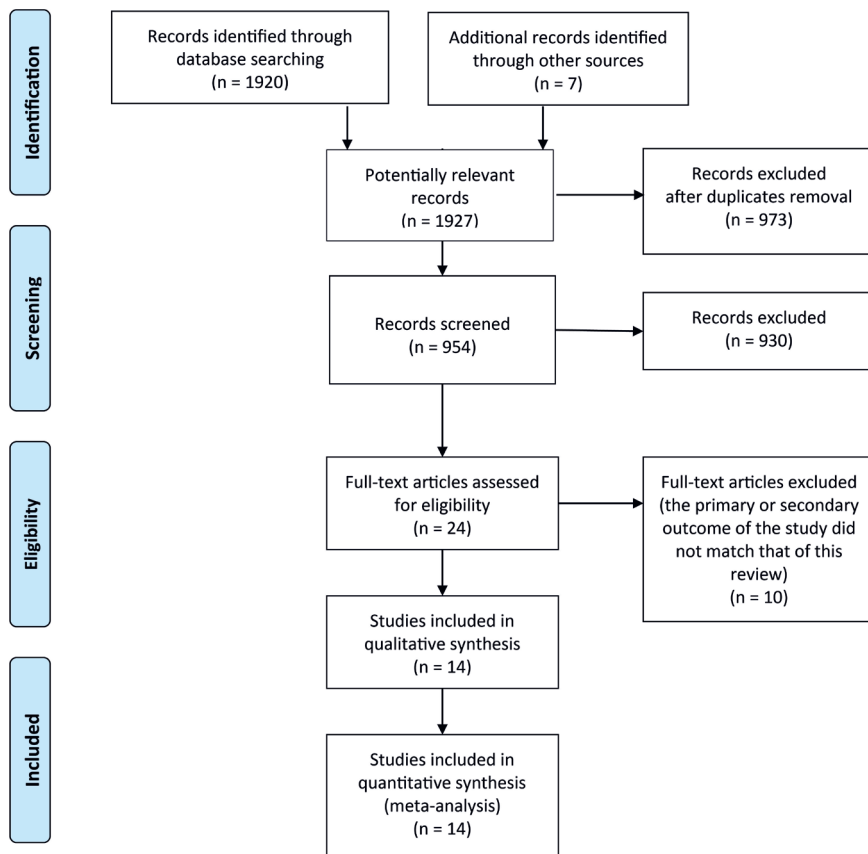 Identification
Records identified through
database searching
(n = 1920)
Additional records identified
through other sources
(n = 7)
Potentially relevant
records
(n = 1927)
Records excluded
after duplicates removal
(n = 973)
Screening
Records screened
(n = 954)
Records excluded
(n = 930)
Eligibility
Full-text articles assessed
for eligibility
(n = 24)
Full-text articles excluded
(the primary or secondary
outcome of the study did
not match that of this
review)
(n = 10)
Studies included in
qualitative synthesis
(n = 14)
Included
Studies included in
quantitative synthesis
(meta-analysis)
(n = 14)